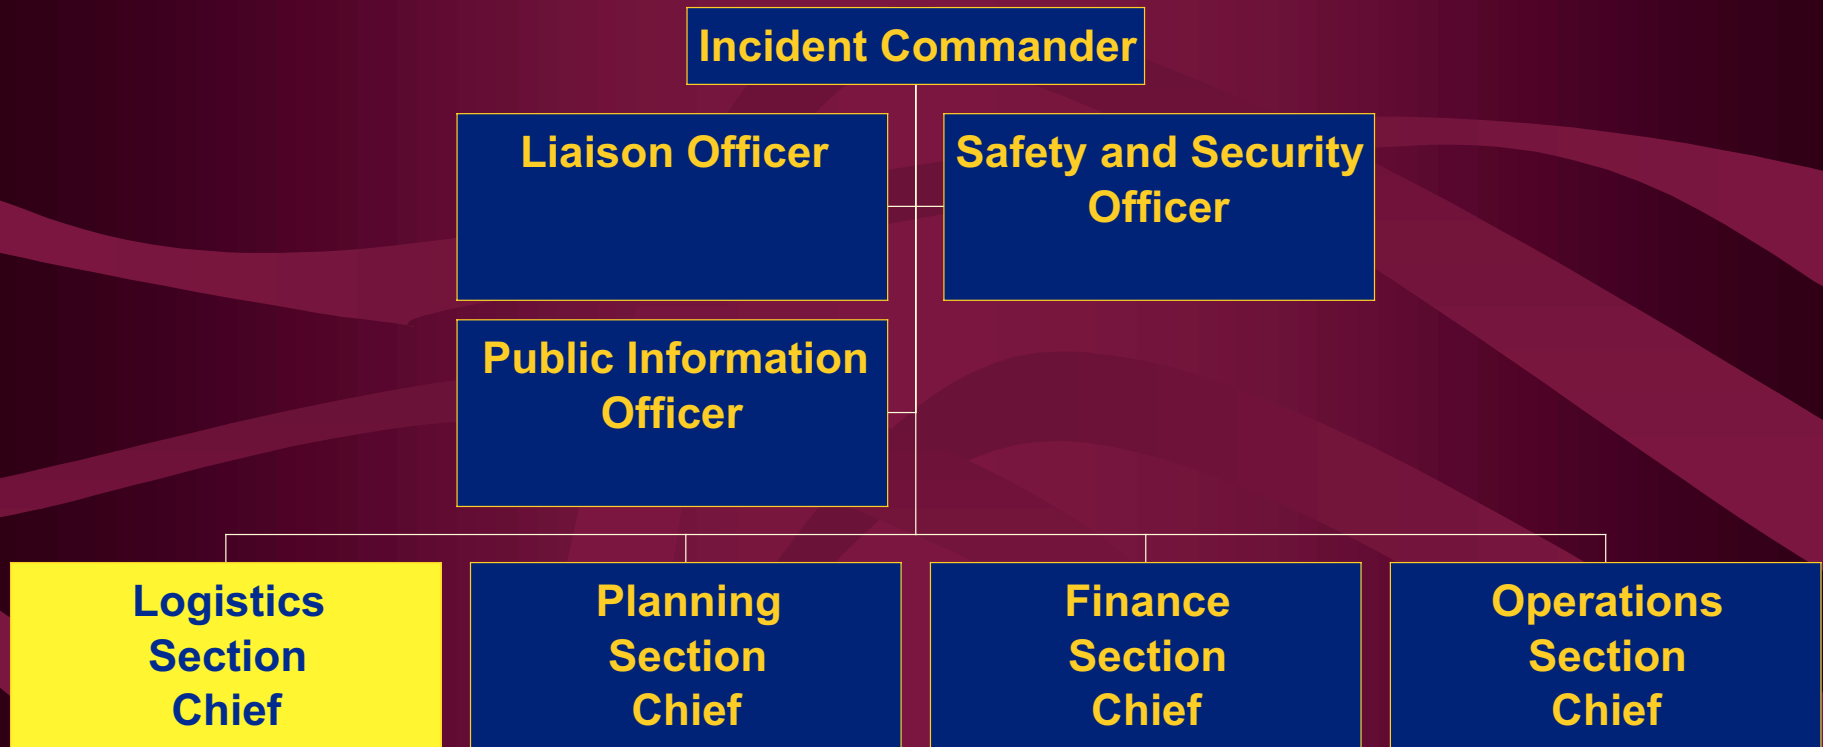 Incident Commander
Liaison Officer
Safety and Security
Officer
Public Information
Officer
Logistics
Section
Chief
Planning
Section
Chief
Finance
Section
Chief
Operations
Section
Chief